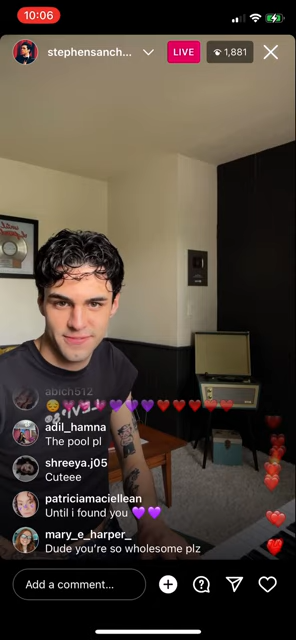 10:06
stephensanch...
LIVE
1,881
abich512
😴💜💜💜💜💜❤️❤️❤️❤️❤️
adil_hamna
The pool pl
shreeya.j05
Cuteee
patriciamaciellean
Until i found you 💜💜
mary_e_harper_
Dude you're so wholesome plz
Add a comment...